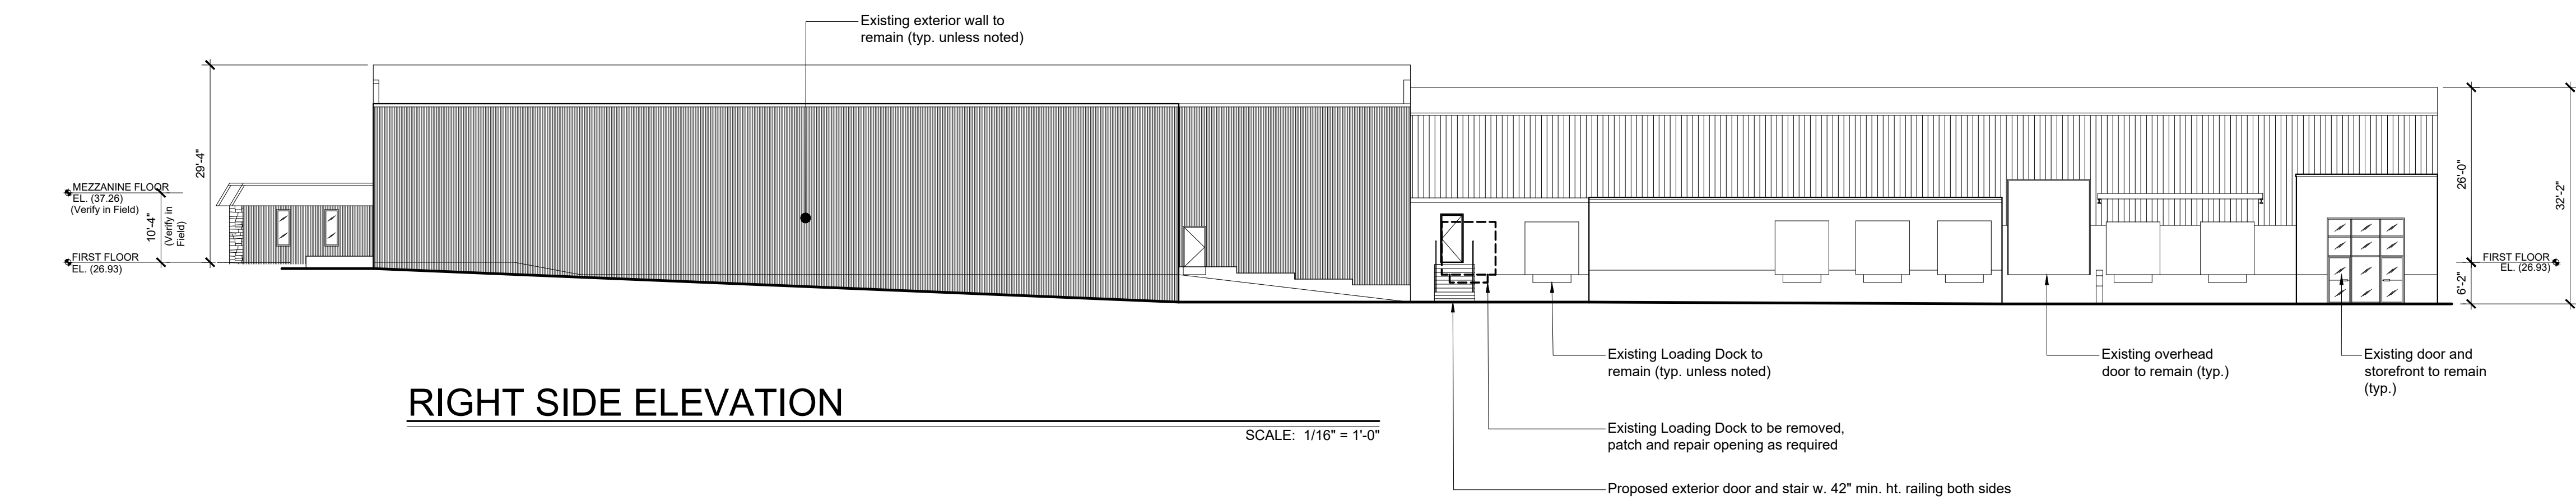 Existing exterior wall to
remain (typ. unless noted)
29'-4"
MEZZANINE FLOOR
EL. (37.26)
(Verify in Field)
10'-4"
(Verify in
Field)
FIRST FLOOR
EL. (26.93)
26'-0"
32'-2"
FIRST FLOOR
EL. (26.93)
6'-2"
Existing Loading Dock to
remain (typ. unless noted)
Existing overhead
door to remain (typ.)
Existing door and
storefront to remain
(typ.)
RIGHT SIDE ELEVATION
SCALE: 1/16" = 1'-0"
Existing Loading Dock to be removed,
patch and repair opening as required
Proposed exterior door and stair w. 42" min. ht. railing both sides